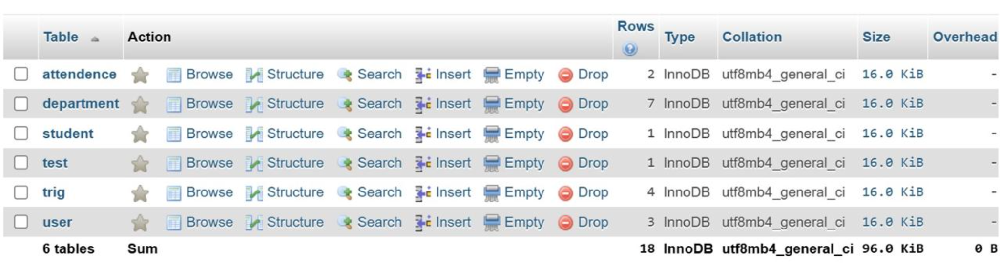 Table Action Rows Type Collation Size Overhead
attendence Browse Structure Search Insert Empty Drop 2 InnoDB utf8mb4_general_ci 16.0 KiB -
department Browse Structure Search Insert Empty Drop 7 InnoDB utf8mb4_general_ci 16.0 KiB -
student Browse Structure Search Insert Empty Drop 1 InnoDB utf8mb4_general_ci 16.0 KiB -
test Browse Structure Search Insert Empty Drop 1 InnoDB utf8mb4_general_ci 16.0 KiB -
trig Browse Structure Search Insert Empty Drop 4 InnoDB utf8mb4_general_ci 16.0 KiB -
user Browse Structure Search Insert Empty Drop 3 InnoDB utf8mb4_general_ci 16.0 KiB -
6 tables Sum 18 InnoDB utf8mb4_general_ci 96.0 KiB 0 B